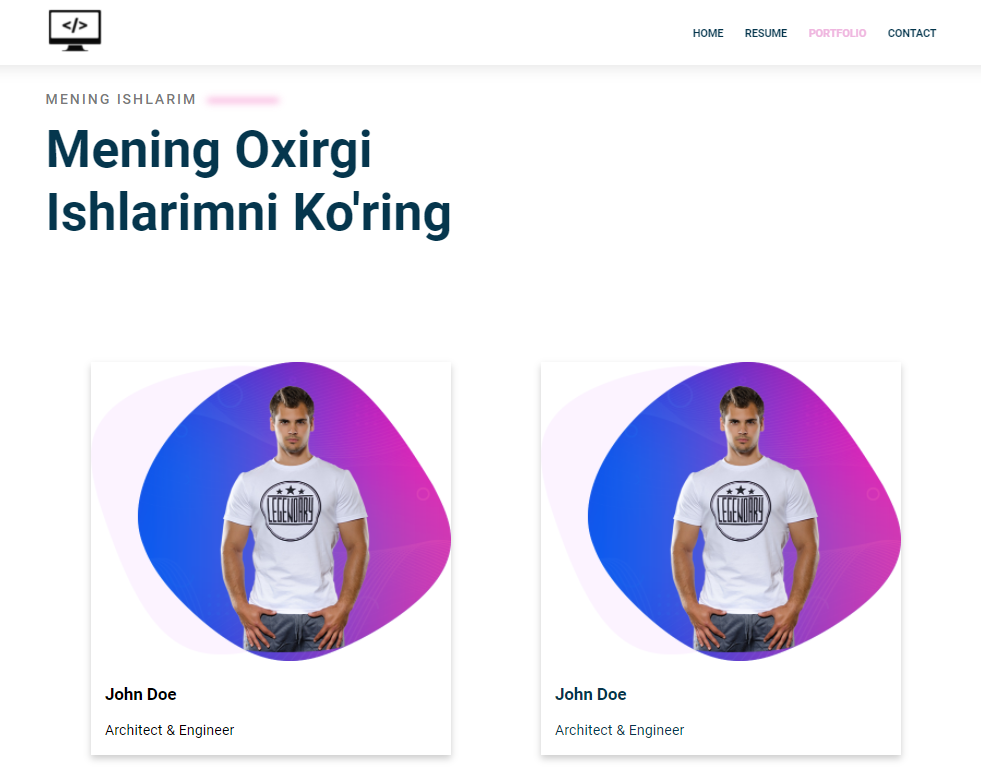 </>
HOME RESUME PORTFOLIO CONTACT
MENING ISHLARIM
Mening Oxirgi
Ishlarimni Ko'ring
LEGENDARY
LEGENDARY
John Doe
Architect & Engineer
John Doe
Architect & Engineer